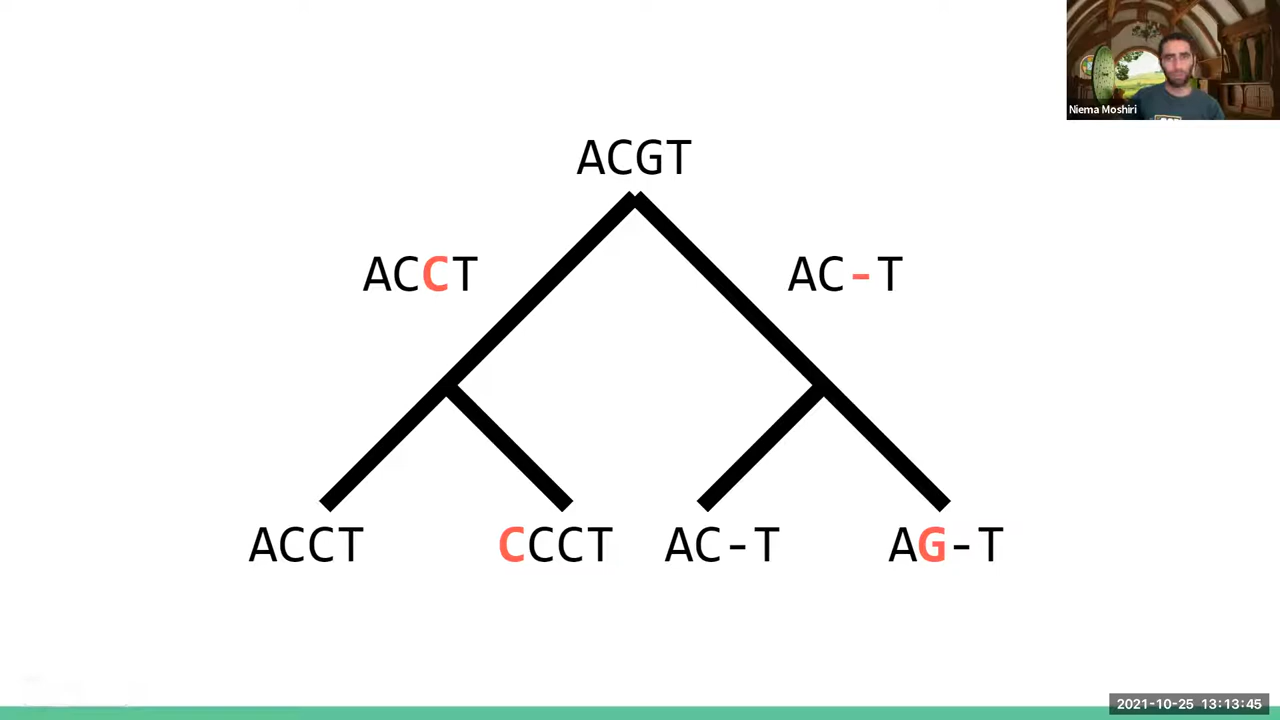 Niema Moshiri
ACGT
ACCT
AC-T
ACCT
CCCT
AC-T
AG-T
2021-10-25 13:13:45